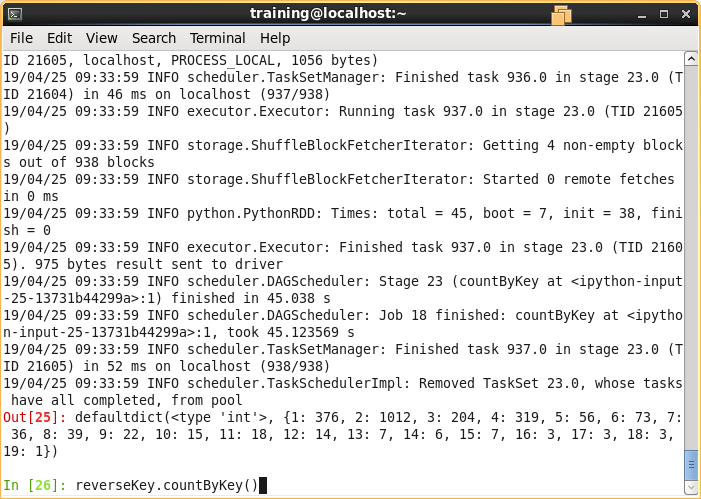 training@localhost:~
File Edit View Search Terminal Help
ID 21605, localhost, PROCESS_LOCAL, 1056 bytes)
19/04/25 09:33:59 INFO scheduler.TaskSetManager: Finished task 936.0 in stage 23.0 (T
ID 21604) in 46 ms on localhost (937/938)
19/04/25 09:33:59 INFO executor.Executor: Running task 937.0 in stage 23.0 (TID 21605
)
19/04/25 09:33:59 INFO storage.ShuffleBlockFetcherIterator: Getting 4 non-empty block
s out of 938 blocks
19/04/25 09:33:59 INFO storage.ShuffleBlockFetcherIterator: Started 0 remote fetches
in 0 ms
19/04/25 09:33:59 INFO python.PythonRDD: Times: total = 45, boot = 7, init = 38, fini
sh = 0
19/04/25 09:33:59 INFO executor.Executor: Finished task 937.0 in stage 23.0 (TID 2160
5). 975 bytes result sent to driver
19/04/25 09:33:59 INFO scheduler.DAGScheduler: Stage 23 (countByKey at <ipython-input
-25-13731b44299a>:1) finished in 45.038 s
19/04/25 09:33:59 INFO scheduler.DAGScheduler: Job 18 finished: countByKey at <ipytho
n-input-25-13731b44299a>:1, took 45.123569 s
19/04/25 09:33:59 INFO scheduler.TaskSetManager: Finished task 937.0 in stage 23.0 (T
ID 21605) in 52 ms on localhost (938/938)
19/04/25 09:33:59 INFO scheduler.TaskSchedulerImpl: Removed TaskSet 23.0, whose tasks
have all completed, from pool
Out[25]: defaultdict(<type 'int'>, {1: 376, 2: 1012, 3: 204, 4: 319, 5: 56, 6: 73, 7:
36, 8: 39, 9: 22, 10: 15, 11: 18, 12: 14, 13: 7, 14: 6, 15: 7, 16: 3, 17: 3, 18: 3,
19: 1})
In [26]: reverseKey.countByKey()